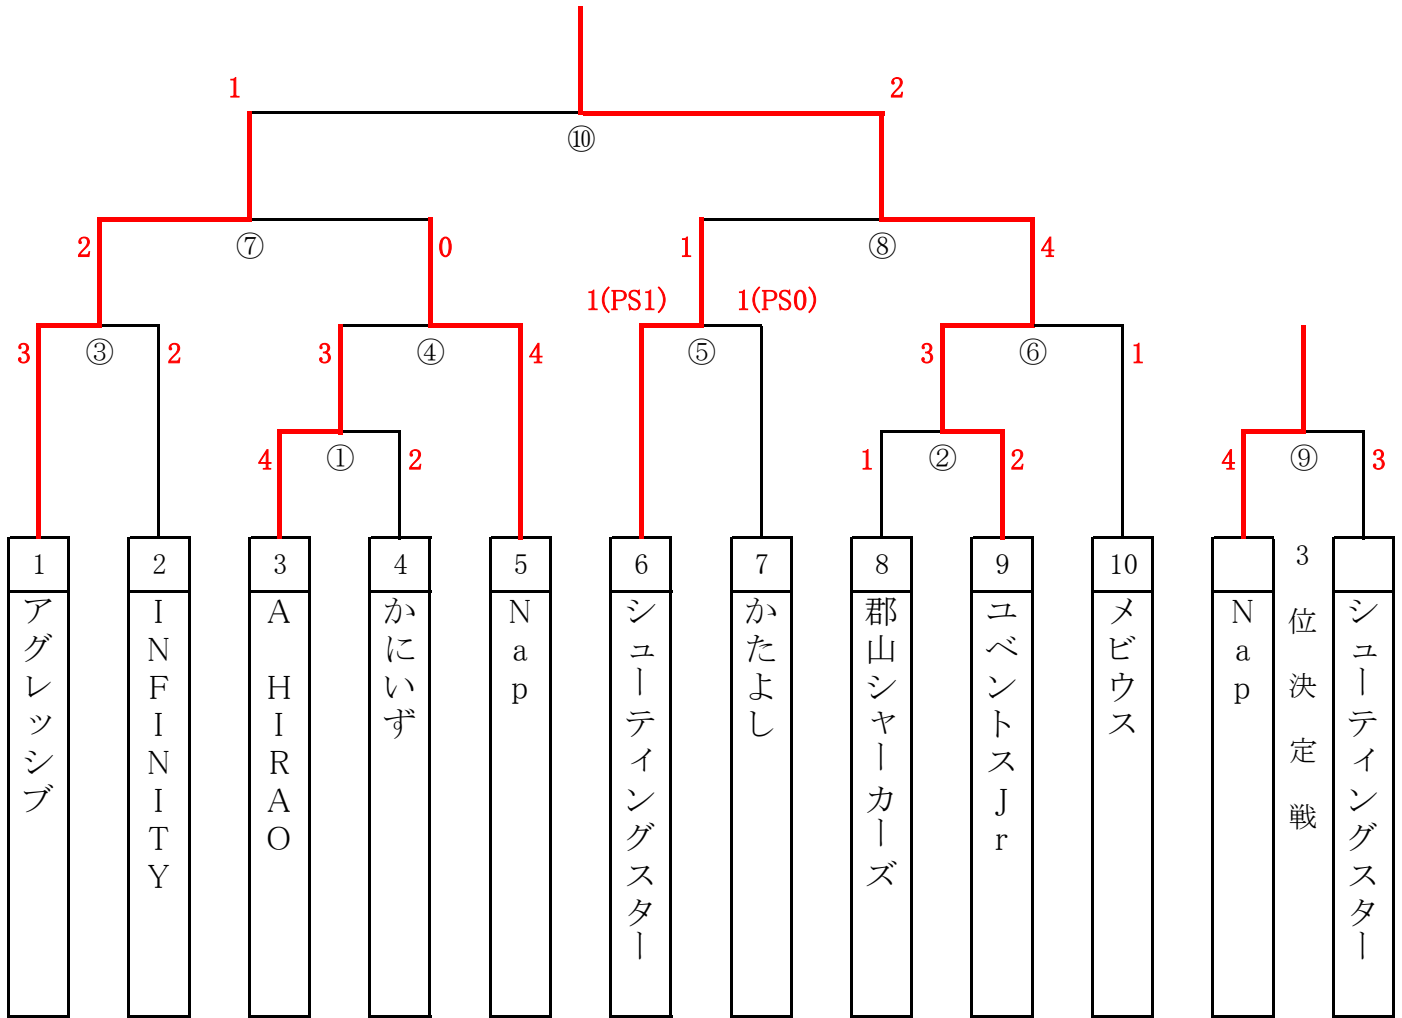 1
2
⑩
2
⑦
0
1
⑧
4
1(PS1)
1(PS0)
3
③
2
3
④
4
⑤
3
⑥
1
4
①
2
1
②
2
4
⑨
3
1
アグレッシブ
2
INFINITY
3
A HIRAO
4
かにいず
5
Nap
6
シューティングスター
7
かたよし
8
郡山シャーカーズ
9
ユベントスJr
10
メビウス
Nap
3位決定戦
シューティングスター